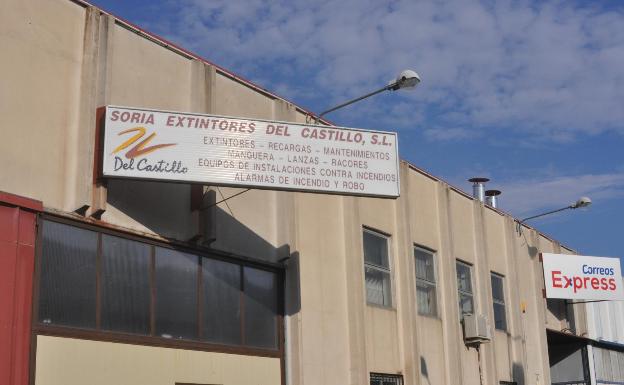 SORIA EXTINTORES DEL CASTILLO, S.L.
EXTINTORES - RECARGAS - MANTENIMIENTOS
MANGUERA - LANZAS - RACORES
EQUIPOS DE INSTALACIONES CONTRA INCENDIOS
ALARMAS DE INCENDIO Y ROBO
Del Castillo
Correos
Express